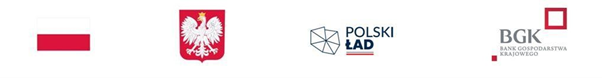 POLSKI
ŁAD
BGK
BANK GOSPODARSTWA
KRAJOWEGO